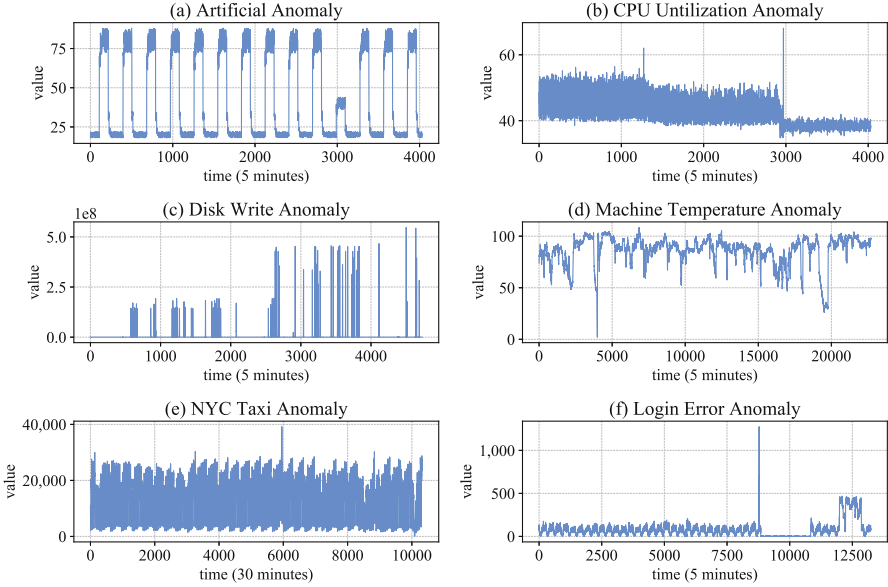 (a) Artificial Anomaly
75
50
25
value
0 1000 2000 3000 4000
time (5 minutes)
(b) CPU Untilization Anomaly
60
40
value
0 1000 2000 3000 4000
time (5 minutes)
(c) Disk Write Anomaly
1e8
5.0
2.5
0.0
value
0 1000 2000 3000 4000
time (5 minutes)
(d) Machine Temperature Anomaly
100
50
0
value
0 5000 10000 15000 20000
time (5 minutes)
(e) NYC Taxi Anomaly
40,000
20,000
0
value
0 2000 4000 6000 8000 10000
time (30 minutes)
(f) Login Error Anomaly
1,000
500
0
value
0 2500 5000 7500 10000 12500
time (5 minutes)